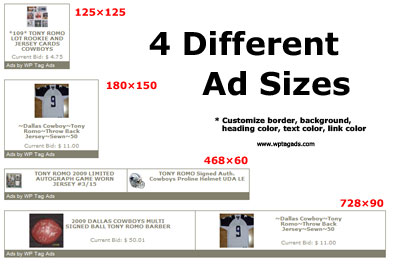 125×125
*109* TONY ROMO
LOT ROOKIE AND
JERSEY CARDS
COWBOYS
Current Bid: $ 4.75
Ads by WP Tag Ads
4 Different
Ad Sizes
180×150
~Dallas Cowboy~Tony
Romo~Throw Back
Jersey~Sewn~50
Current Bid: $ 11.00
Ads by WP Tag Ads
* Customize border, background,
heading color, text color, link color
www.wptagads.com
468×60
TONY ROMO 2008 LIMITED
AUTOGRAPH GAME WORN
JERSEY #3/15
TONY ROMO Signed Auth.
Cowboys Proline Helmet UDA LE
Ads by WP Tag Ads
728×90
2008 DALLAS COWBOYS MULTI
SIGNED BALL TONY ROMO BARBER
Current Bid: $ 50.01
~Dallas Cowboy~Tony
Romo~Throw Back
Jersey~Sewn~50
Current Bid: $ 11.00
Ads by WP Tag Ads